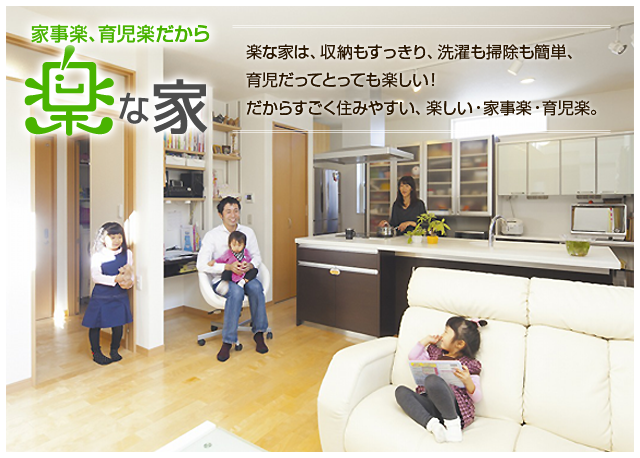 家事楽、育児楽だから
楽な家
楽な家は、収納もすっきり、洗濯も掃除も簡単、
育児だってとっても楽しい！
だからすごく住みやすい、楽しい・家事楽・育児楽。